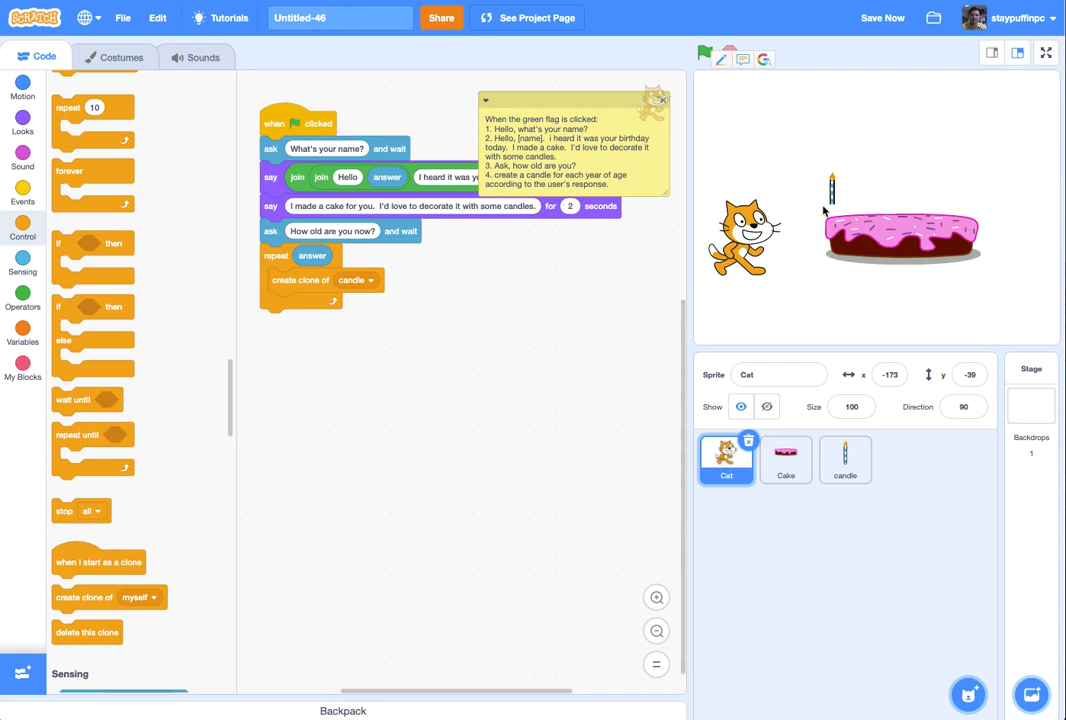 SCRATCH File Edit Tutorials Untitled-46 Share See Project Page Save Now staypuffinpc
Code Costumes Sounds
Motion
Looks
Sound
Events
Control
Sensing
Operators
Variables
My Blocks
repeat 10
forever
if then
if then
else
wait until
repeat until
stop all
when I start as a clone
create clone of myself
delete this clone
Sensing
when clicked
ask What's your name? and wait
say join join Hello answer I heard it was
say I made a cake for you. I'd love to decorate it with some candles. for 2 seconds
ask How old are you now? and wait
repeat answer
create clone of candle
When the green flag is clicked:
1. Hello, what's your name?
2. Hello, [name]. i heard it was your birthday
today. I made a cake. I'd love to decorate it
with some candles.
3. Ask, how old are you?
4. create a candle for each year of age
according to the user's response.
Sprite Cat x -173 y -39
Show Size 100 Direction 90
Cat Cake candle
Stage
Backdrops
1
Backpack